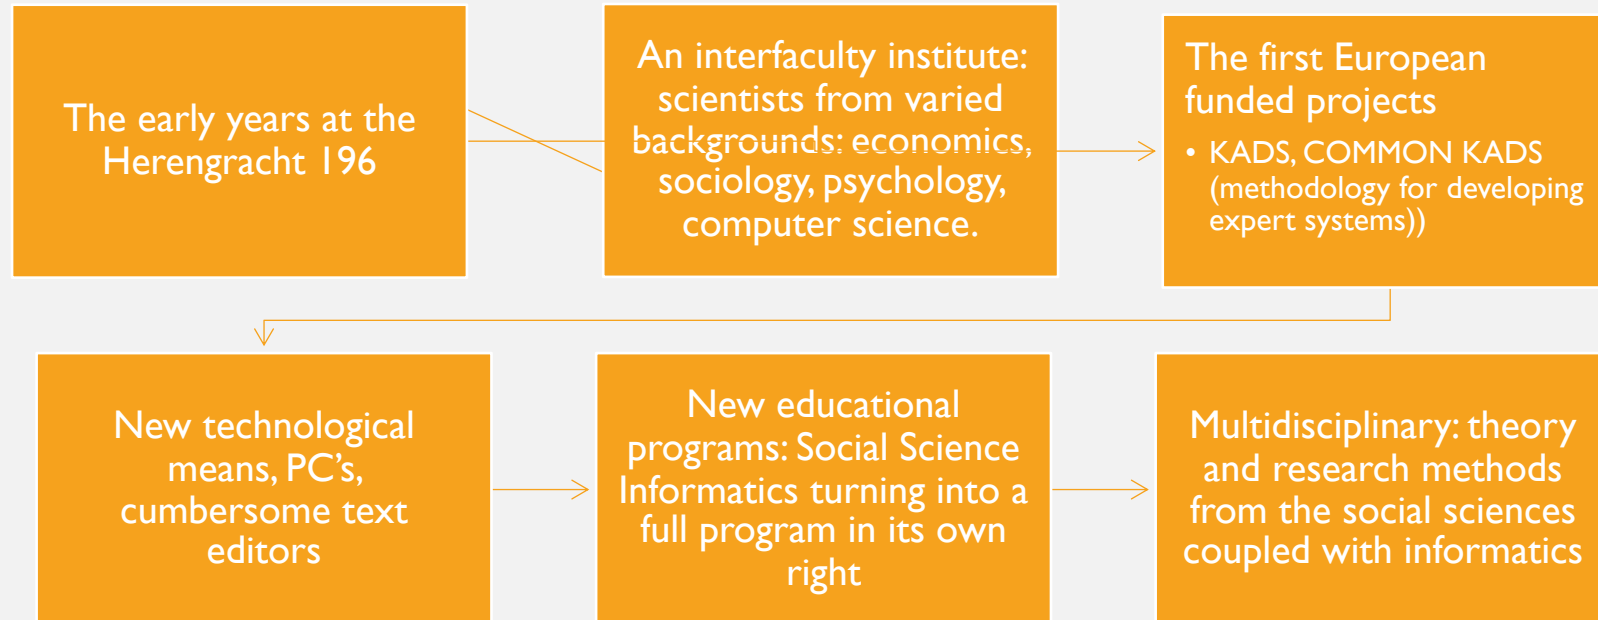 The early years at the
Herengracht 196
An interfaculty institute:
scientists from varied
backgrounds: economics,
sociology, psychology,
computer science.
The first European
funded projects
• KADS, COMMON KADS
(methodology for developing
expert systems))
New technological
means, PC’s,
cumbersome text
editors
New educational
programs: Social Science
Informatics turning into a
full program in its own
right
Multidisciplinary: theory
and research methods
from the social sciences
coupled with informatics